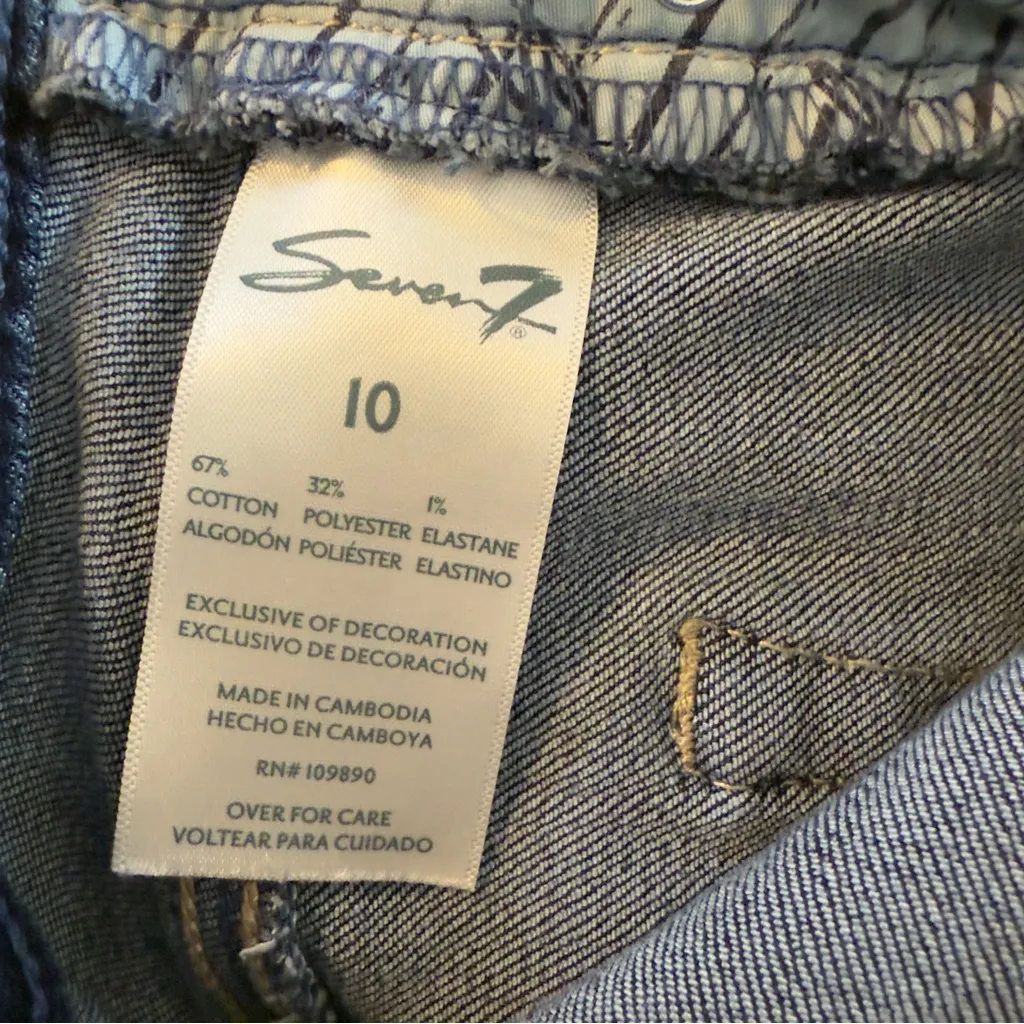 Seven7®
10
67% 32% 1%
COTTON POLYESTER ELASTANE
ALGODÓN POLIÉSTER ELASTINO
EXCLUSIVE OF DECORATION
EXCLUSIVO DE DECORACIÓN
MADE IN CAMBODIA
HECHO EN CAMBOYA
RN# 109890
OVER FOR CARE
VOLTEAR PARA CUIDADO